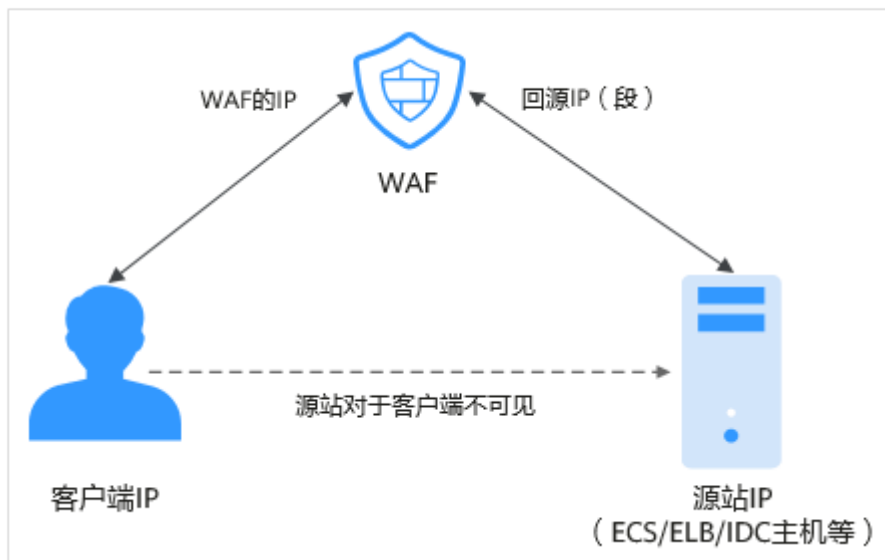 WAF的IP
回源IP（段）
WAF
源站对于客户端不可见
客户端IP
源站IP
（ECS/ELB/IDC主机等）